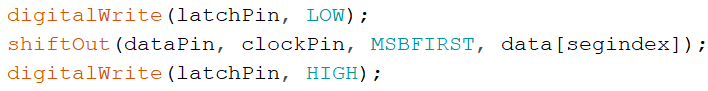 digitalWrite(latchPin, LOW);
shiftOut(dataPin, clockPin, MSBFIRST, data[segindex]);
digitalWrite(latchPin, HIGH);